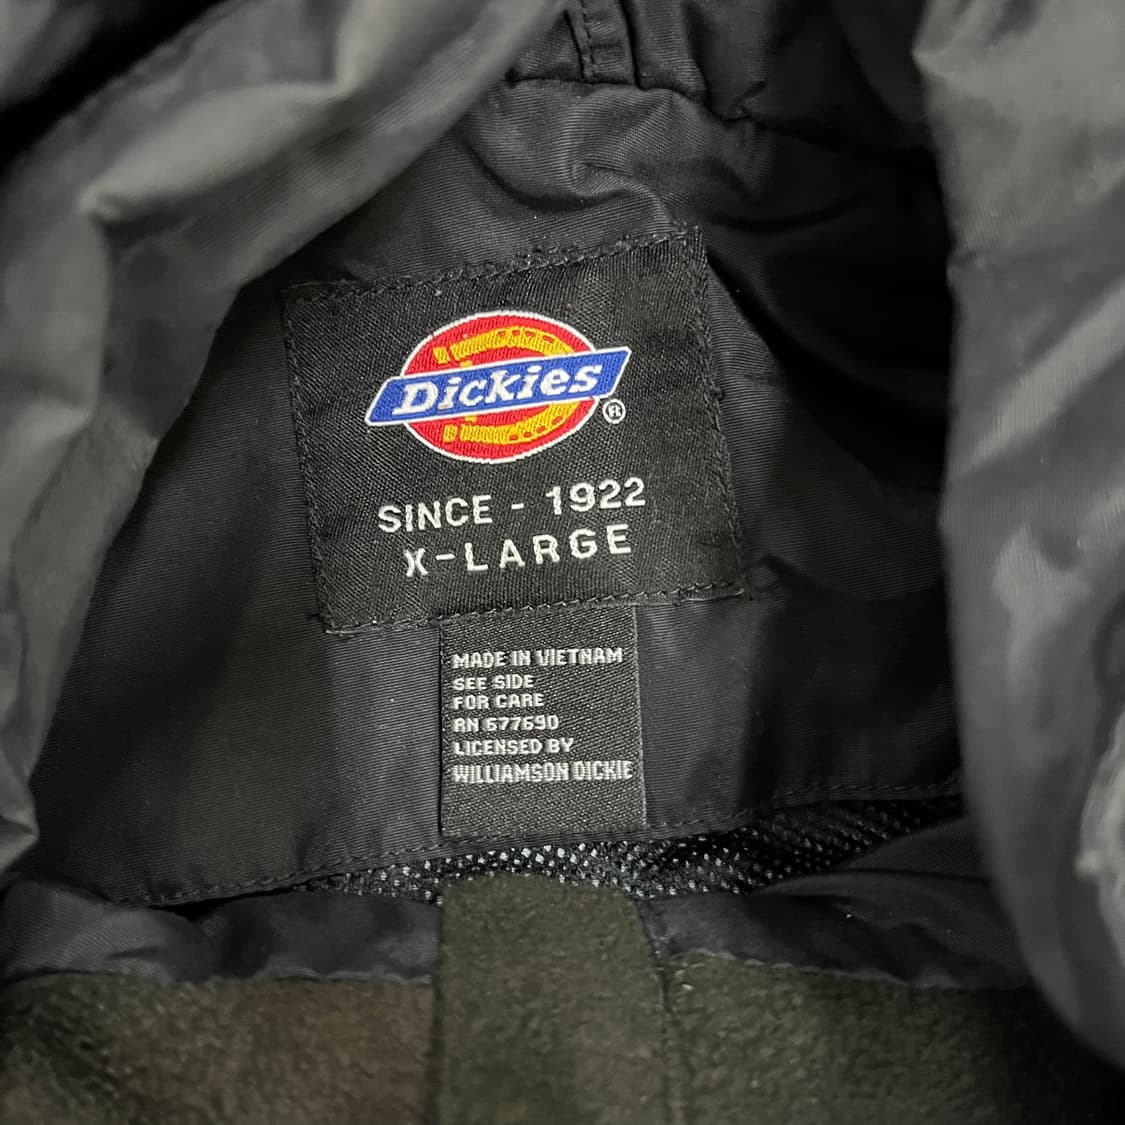 Dickies ®
SINCE - 1922
X-LARGE
MADE IN VIETNAM
SEE SIDE
FOR CARE
RN 677690
LICENSED BY
WILLIAMSON DICKIE